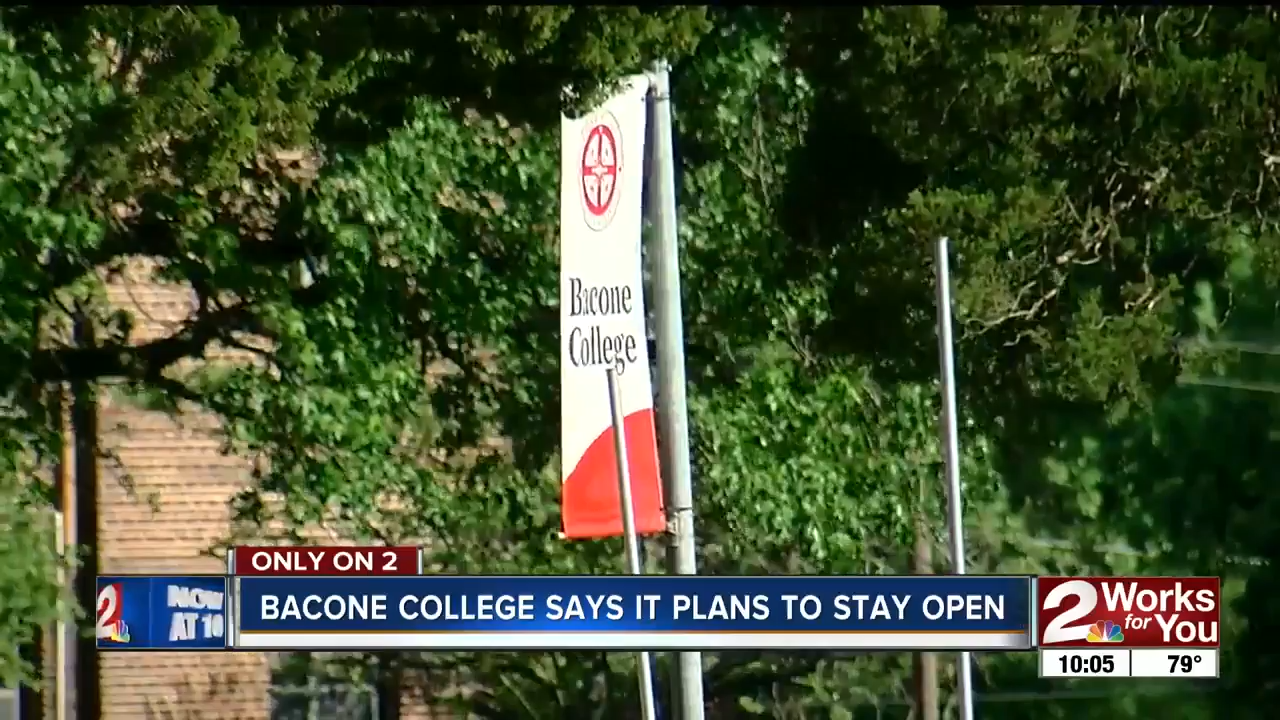 Bacone
College
ONLY ON 2
2 NOW
AT 10
BACONE COLLEGE SAYS IT PLANS TO STAY OPEN
2 Works
for You
10:05 79°